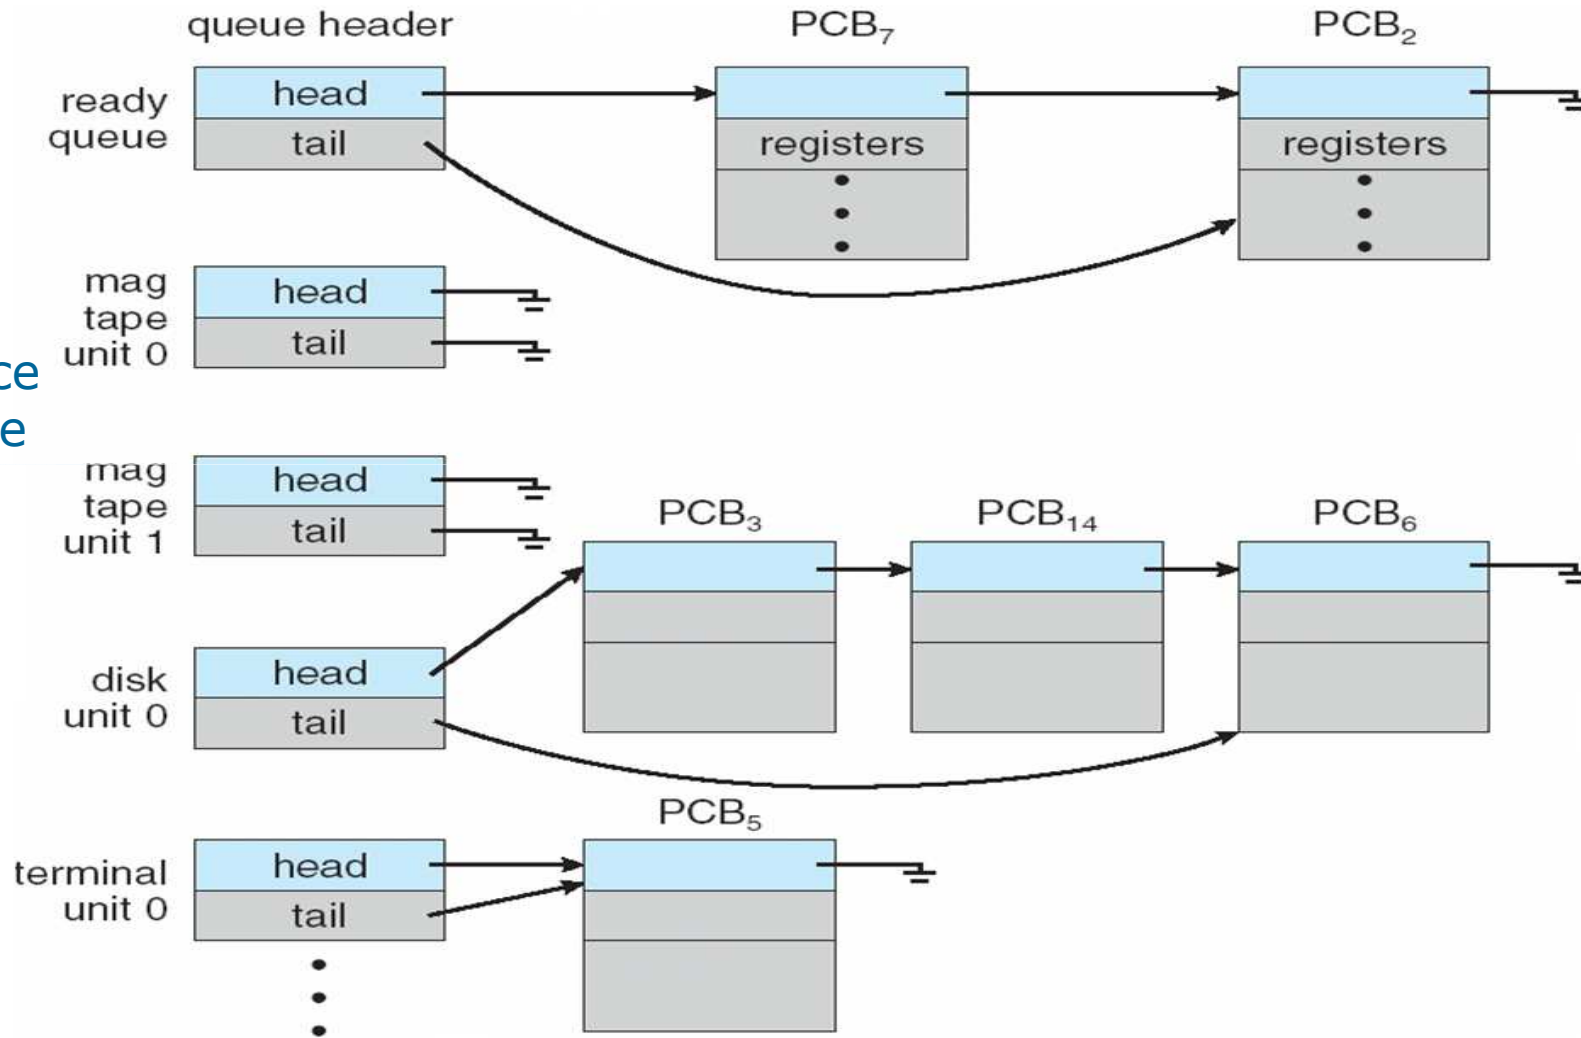 queue header
PCB₇
PCB₂
ready
queue
head
tail
registers
registers
mag
tape
unit 0
head
tail
ce
e
mag
tape
unit 1
head
tail
PCB₃
PCB₁₄
PCB₆
disk
unit 0
head
tail
PCB₅
terminal
unit 0
head
tail